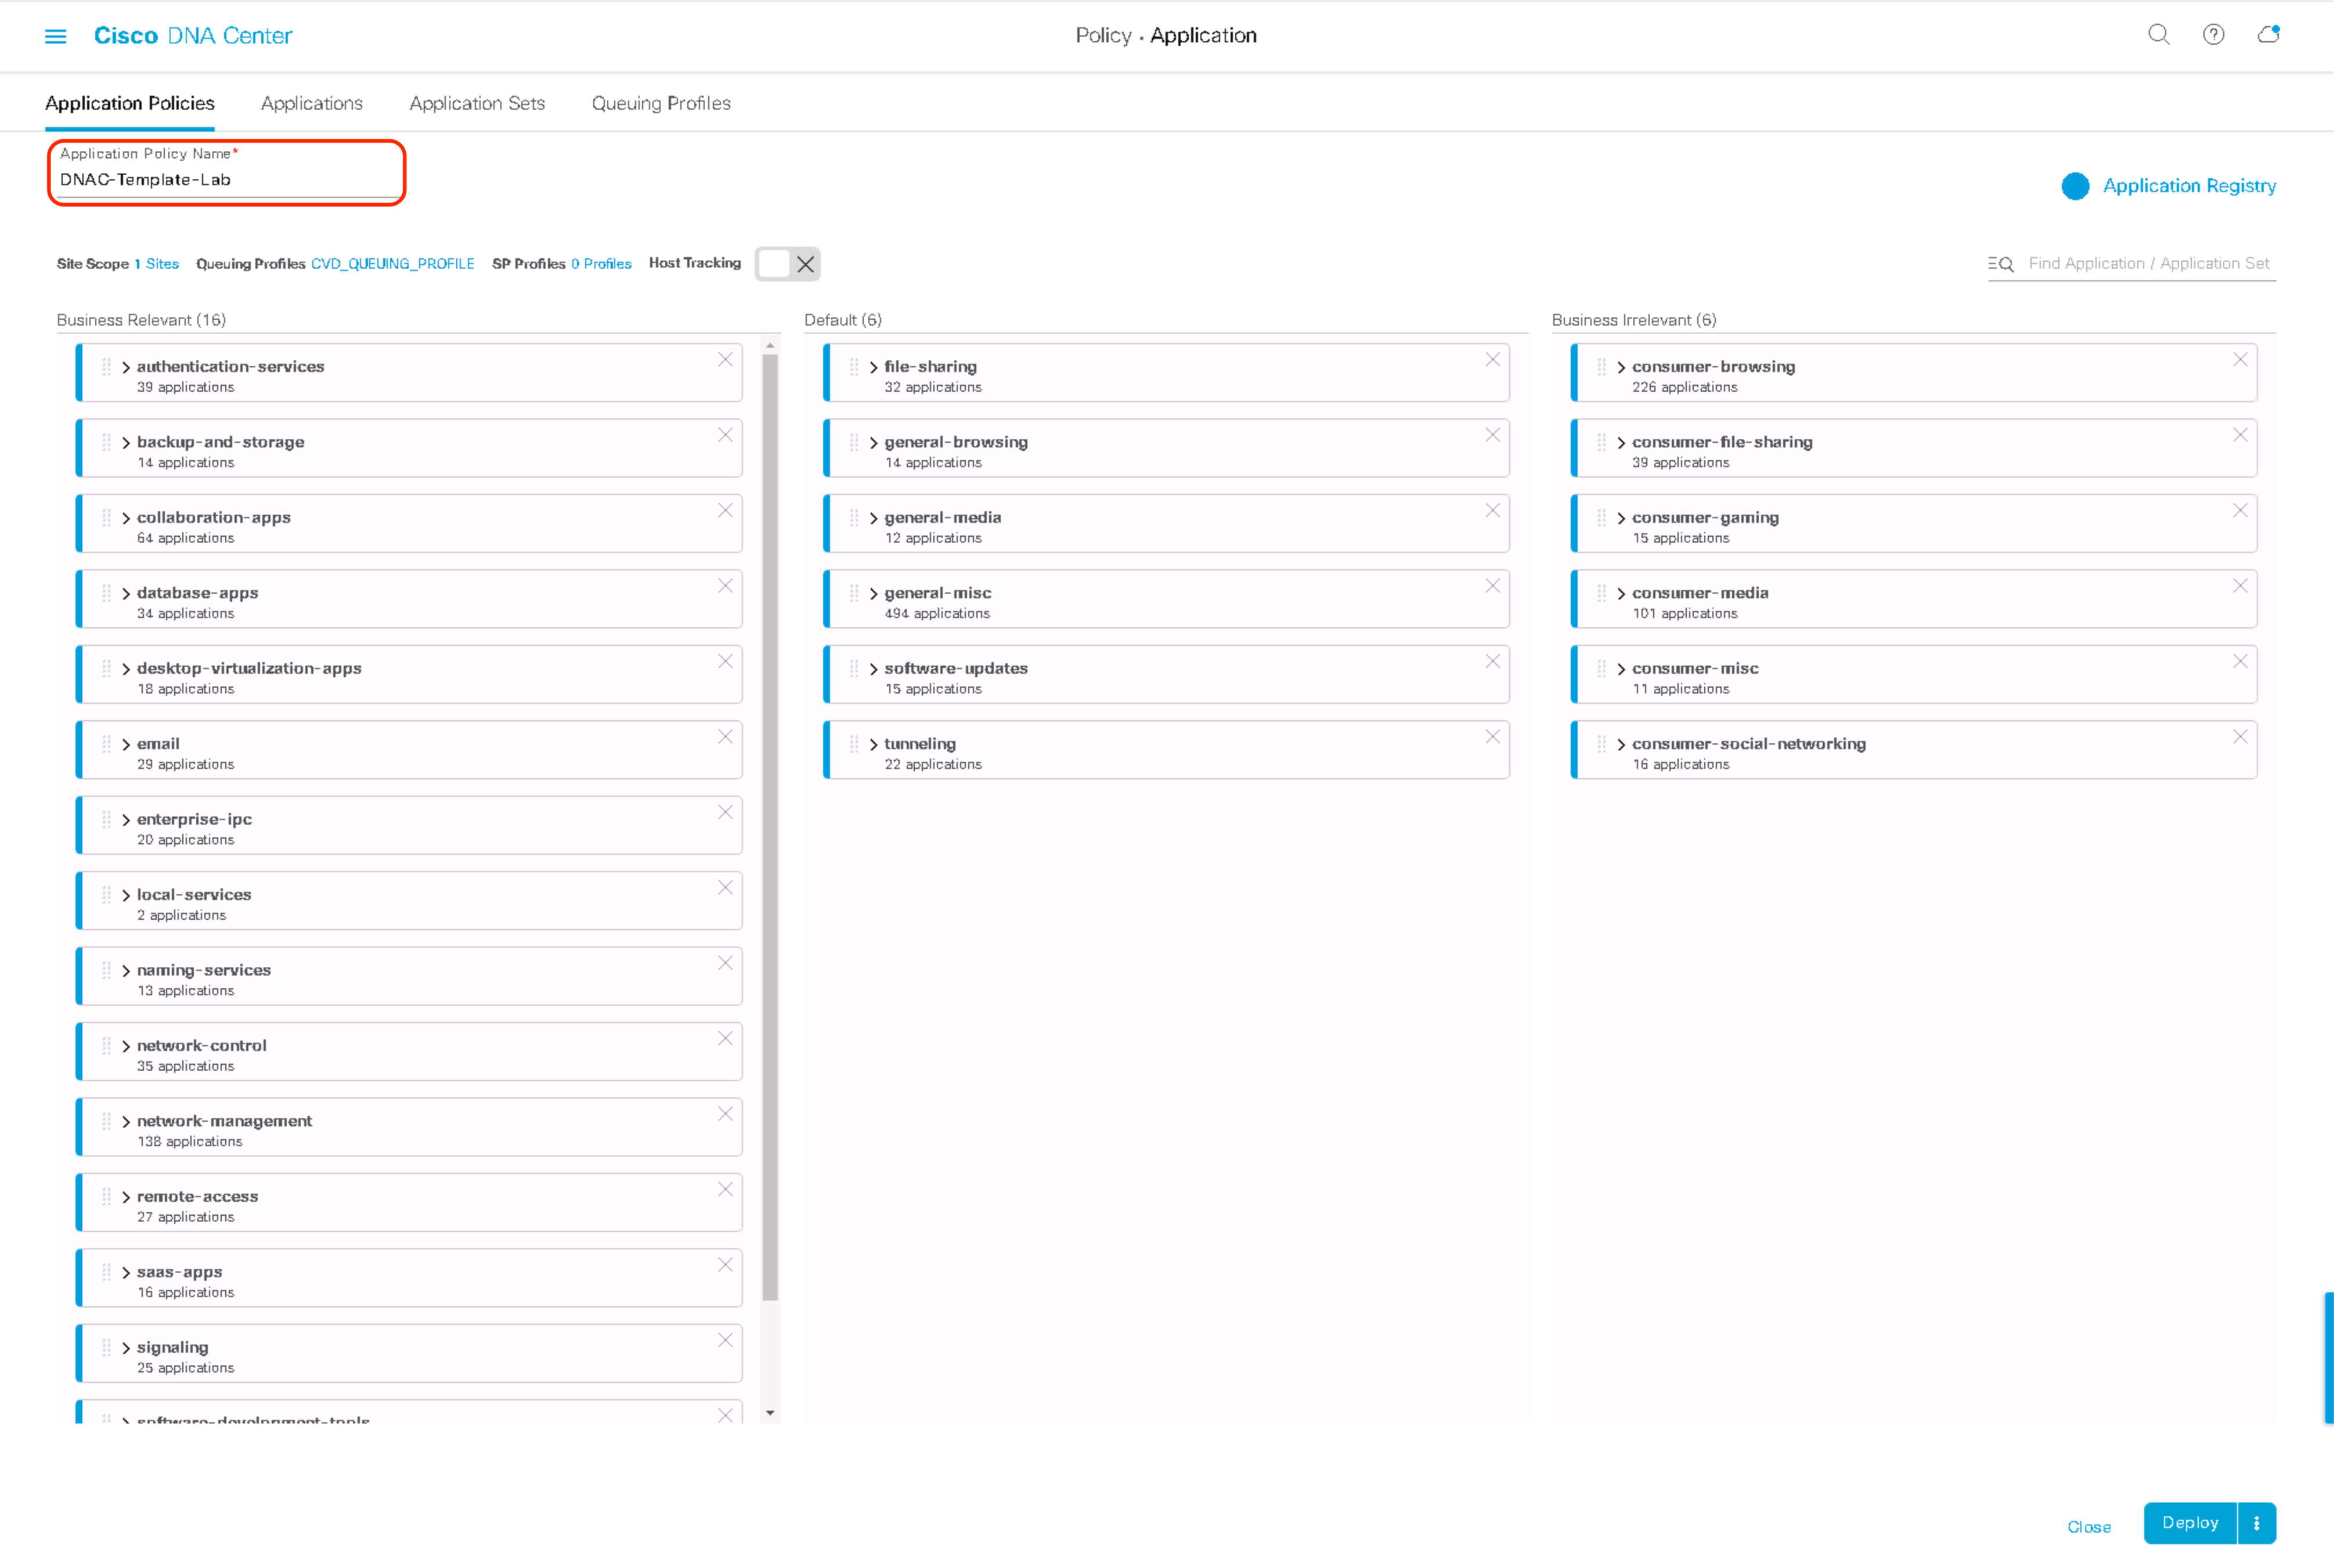 Cisco DNA Center
Policy • Application
Application Policies Applications Application Sets Queuing Profiles
Application Policy Name*
DNAC-Template-Lab
Application Registry
Site Scope 1 Sites Queuing Profiles CVD_QUEUING_PROFILE SP Profiles 0 Profiles Host Tracking
Find Application / Application Set
Business Relevant (16)
authentication-services
39 applications
backup-and-storage
14 applications
collaboration-apps
64 applications
database-apps
34 applications
desktop-virtualization-apps
18 applications
email
29 applications
enterprise-ipc
20 applications
local-services
2 applications
naming-services
13 applications
network-control
35 applications
network-management
138 applications
remote-access
27 applications
saas-apps
16 applications
signaling
25 applications
software-development-tools
Default (6)
file-sharing
32 applications
general-browsing
14 applications
general-media
12 applications
general-misc
494 applications
software-updates
15 applications
tunneling
22 applications
Business Irrelevant (6)
consumer-browsing
226 applications
consumer-file-sharing
39 applications
consumer-gaming
15 applications
consumer-media
101 applications
consumer-misc
11 applications
consumer-social-networking
16 applications
Close
Deploy